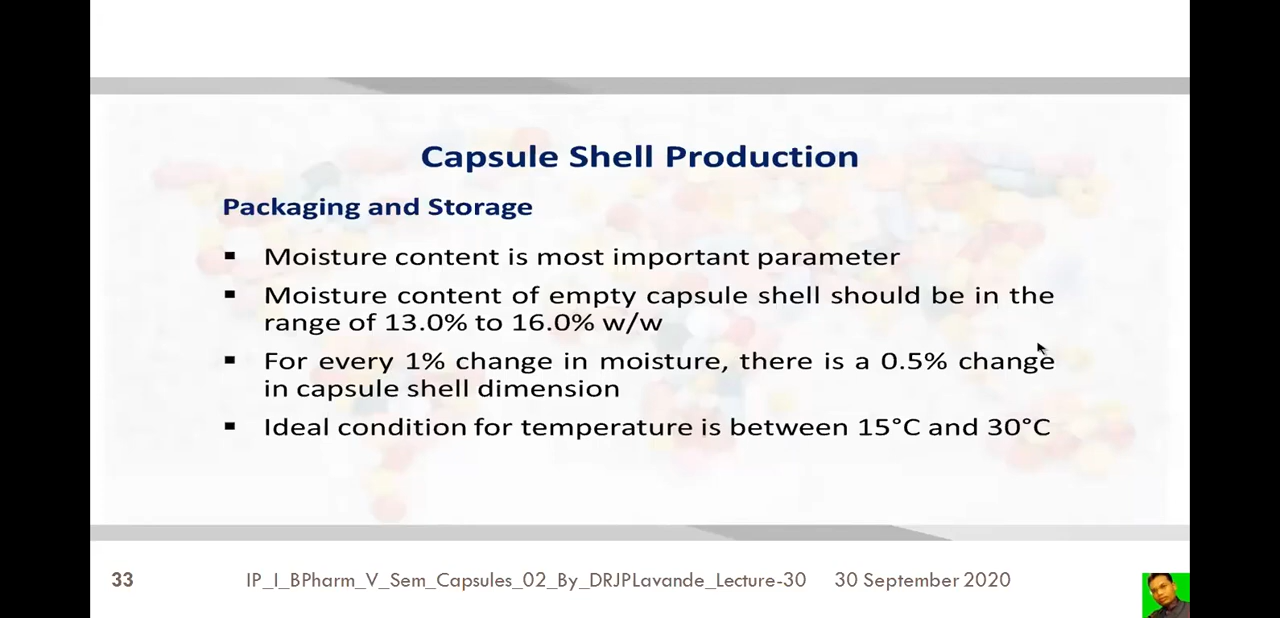 Capsule Shell Production
Packaging and Storage
▪ Moisture content is most important parameter
▪ Moisture content of empty capsule shell should be in the
range of 13.0% to 16.0% w/w
▪ For every 1% change in moisture, there is a 0.5% change
in capsule shell dimension
▪ Ideal condition for temperature is between 15°C and 30°C
33 IP_I_BPharm_V_Sem_Capsules_02_By_DRJPLavande_Lecture-30 30 September 2020